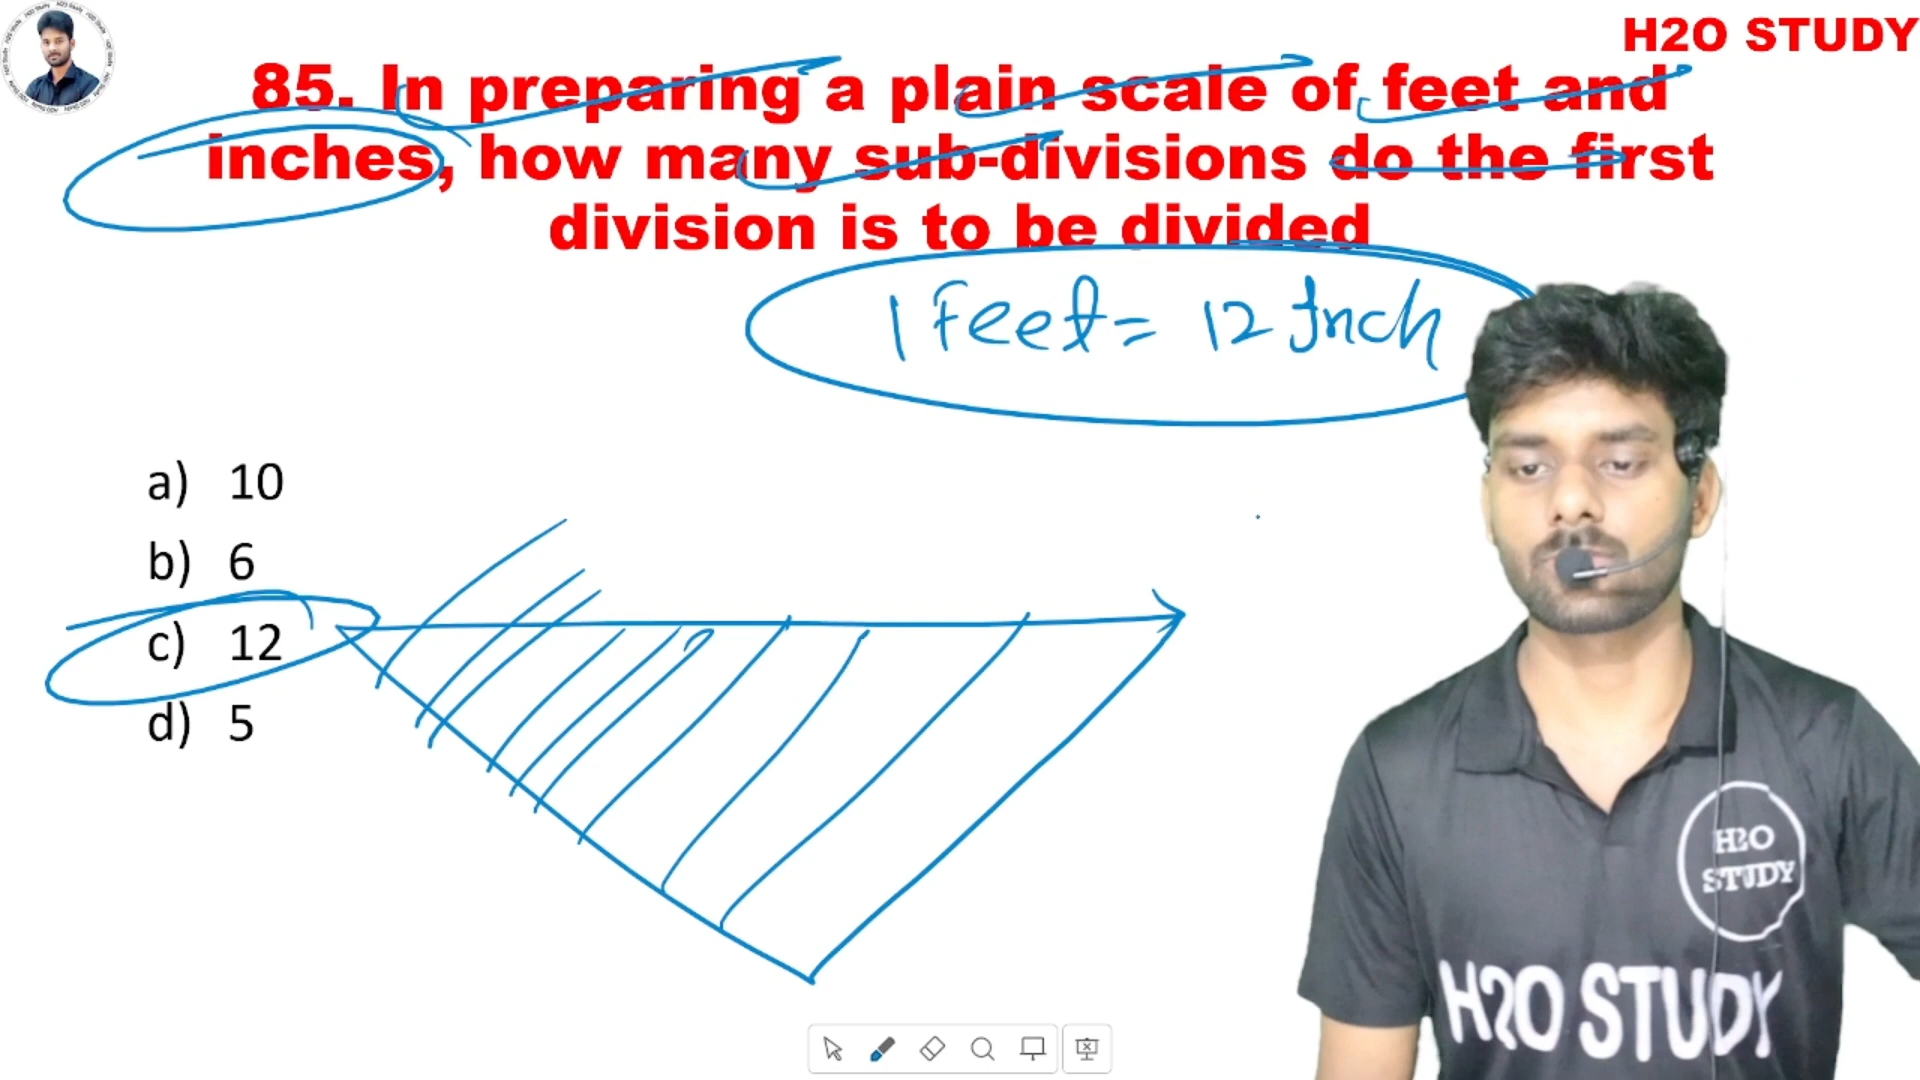 H2O STUDY
85. In preparing a plain scale of feet and
inches, how many sub-divisions do the first
division is to be divided
1 Feet = 12 Inch
a) 10
b) 6
c) 12
d) 5
H2O
STUDY
H2O STUDY